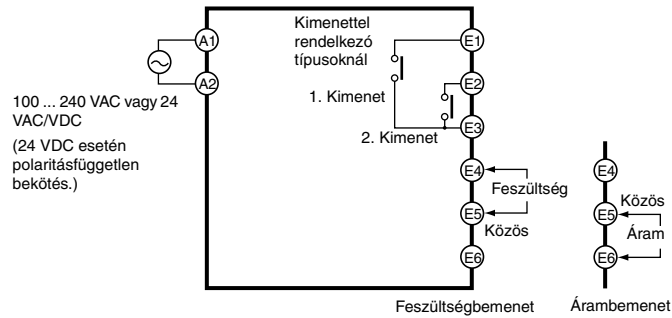 Kimenettel
rendelkező
típusoknál
A1
A2
E1
E2
E3
1. Kimenet
2. Kimenet
100 ... 240 VAC vagy 24
VAC/VDC
(24 VDC esetén
polaritásfüggetlen
bekötés.)
E4
Feszültség
E5
Közös
E6
Feszültségbemenet
E4
Közös
E5
Áram
E6
Árambemenet